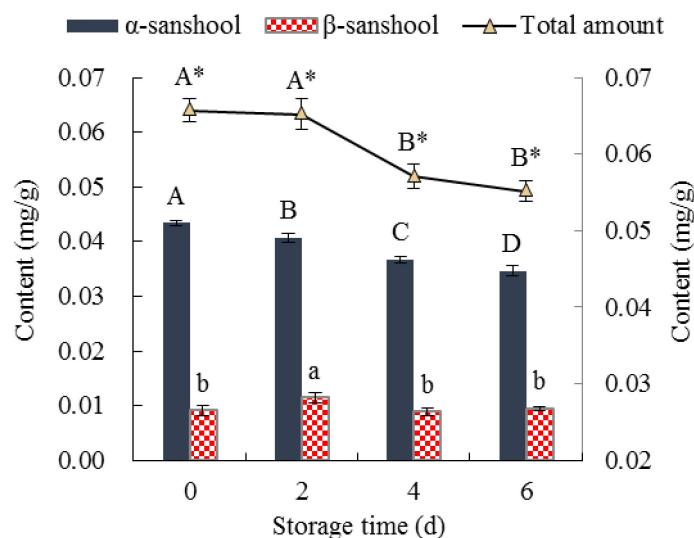 α-sanshool β-sanshool Total amount
0.07 A* A* 0.07
0.06 B* B* 0.06
0.05 A B C D 0.05
0.04
0.03 0.04
0.02 0.03
0.01 b a b b
0.00 0.02
0 2 4 6
Storage time (d)
Content (mg/g)
Content (mg/g)